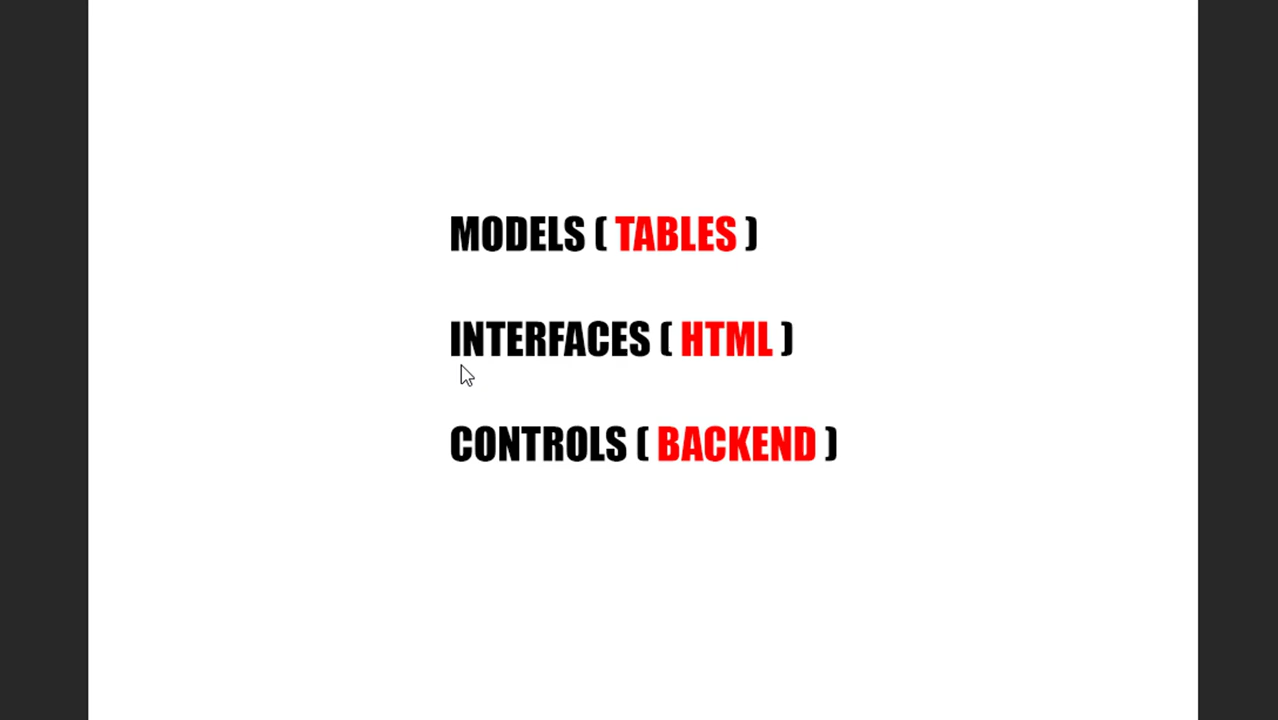 MODELS ( TABLES )
INTERFACES ( HTML )
CONTROLS ( BACKEND )